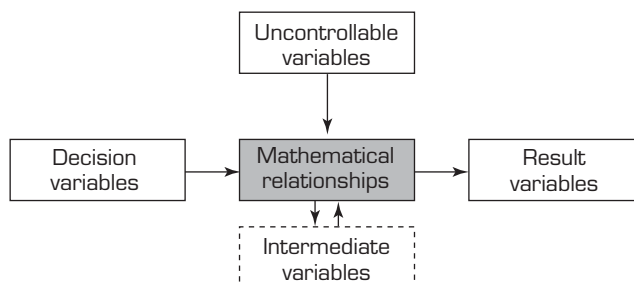 Uncontrollable
variables
Decision
variables
Mathematical
relationships
Result
variables
Intermediate
variables